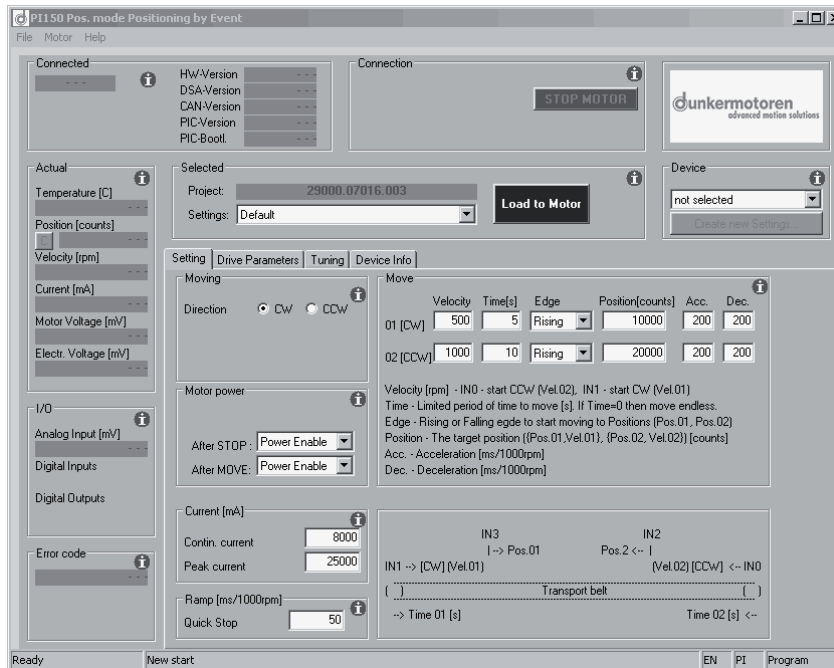 PI150 Pos. mode Positioning by Event
File Motor Help
Connected
- - -
HW-Version - - -
DSA-Version - - -
CAN-Version - - -
PIC-Version - - -
PIC-Bootl. - - -
Connection
STOP MOTOR
dunkermotoren
advanced motion solutions
Actual
Temperature [C]
- - -
Position [counts]
- - -
Velocity [rpm]
- - -
Current [mA]
- - -
Motor Voltage [mV]
- - -
Electr. Voltage [mV]
- - -
Selected
Project: 29000.07016.003
Settings: Default
Load to Motor
Device
not selected
Create new Settings...
Setting Drive Parameters Tuning Device Info
Moving
Direction CW CCW
Move
Velocity Time[s] Edge Position[counts] Acc. Dec.
01 [CW] 500 5 Rising 10000 200 200
02 [CCW] 1000 10 Rising 20000 200 200
Velocity [rpm] - IN0 - start CCW (Vel.02), IN1 - start CW (Vel.01)
Time - Limited period of time to move [s]. If Time=0 then move endless.
Edge - Rising or Falling egde to start moving to Positions (Pos.01, Pos.02)
Position - The target position ({Pos.01,Vel.01}, {Pos.02, Vel.02}) [counts]
Acc. - Acceleration [ms/1000rpm]
Dec. - Deceleration [ms/1000rpm]
Motor power
After STOP : Power Enable
After MOVE: Power Enable
I/O
Analog Input [mV]
- - -
Digital Inputs
Digital Outputs
Error code
- - -
Current [mA]
Contin. current 8000
Peak current 25000
Ramp [ms/1000rpm]
Quick Stop 50
IN3 IN2
|--> Pos.01 Pos.2 <-- |
IN1 --> [CW] (Vel.01) (Vel.02) [CCW] <-- IN0
( ) Transport belt ( )
--> Time 01 [s] Time 02 [s] <--
Ready New start EN PI Program